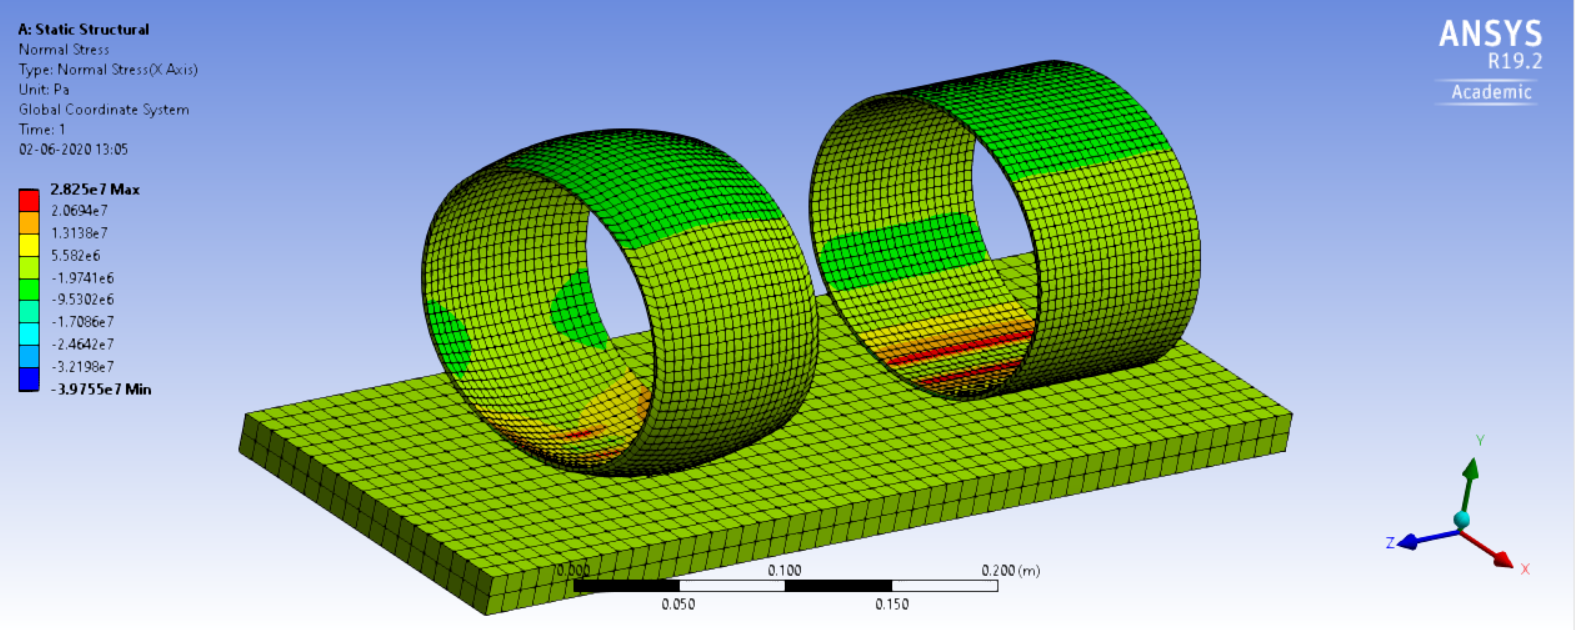 A: Static Structural
Normal Stress
Type: Normal Stress(X Axis)
Unit: Pa
Global Coordinate System
Time: 1
02-06-2020 13:05
2.825e7 Max
2.0694e7
1.3138e7
5.582e6
-1.9741e6
-9.5302e6
-1.7086e7
-2.4642e7
-3.2198e7
-3.9755e7 Min
ANSYS
R19.2
Academic
0.000 0.100 0.200 (m)
0.050 0.150
Y
Z
X